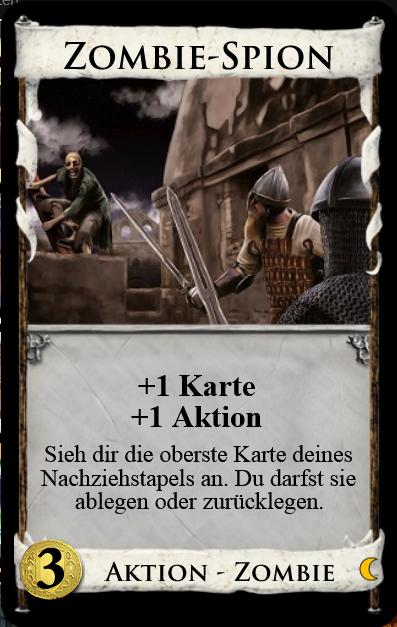 Zombie-Spion
+1 Karte
+1 Aktion
Sieh dir die oberste Karte deines
Nachziehstapels an. Du darfst sie
ablegen oder zurücklegen.
3 Aktion - Zombie